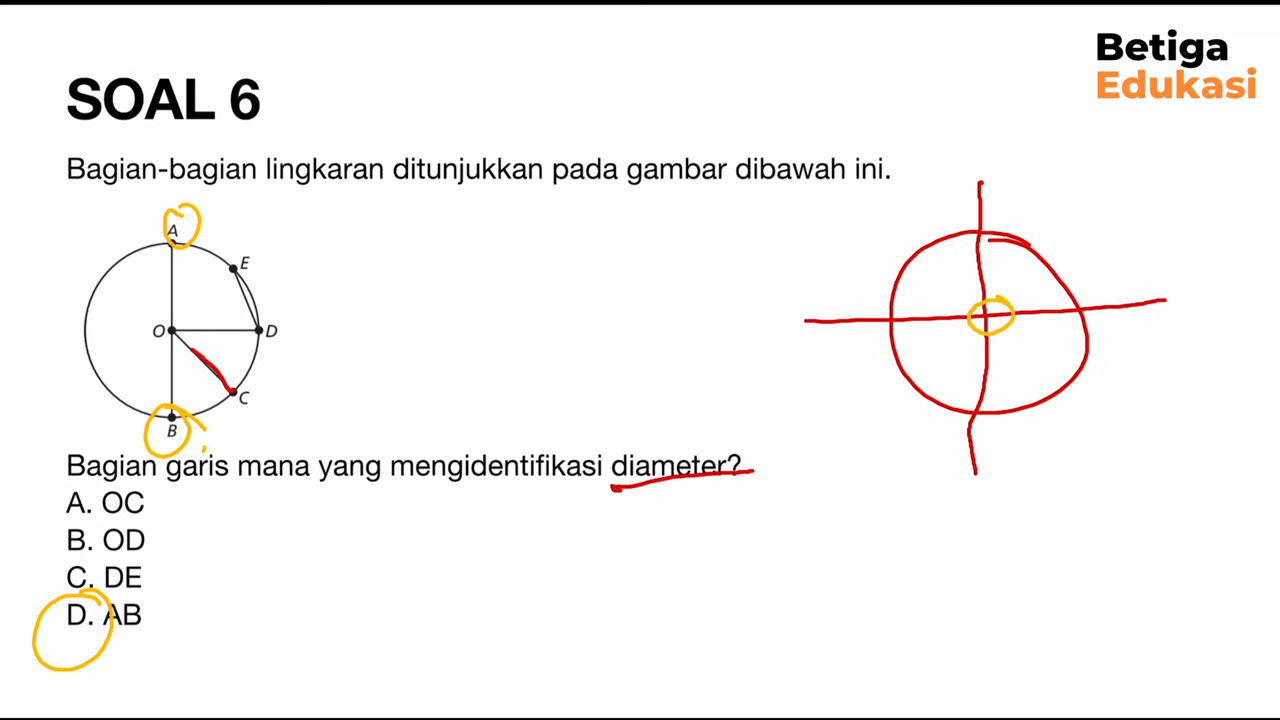 Betiga
Edukasi
SOAL 6
Bagian-bagian lingkaran ditunjukkan pada gambar dibawah ini.
A
E
O
D
C
B
Bagian garis mana yang mengidentifikasi diameter?
A. OC
B. OD
C. DE
D. AB